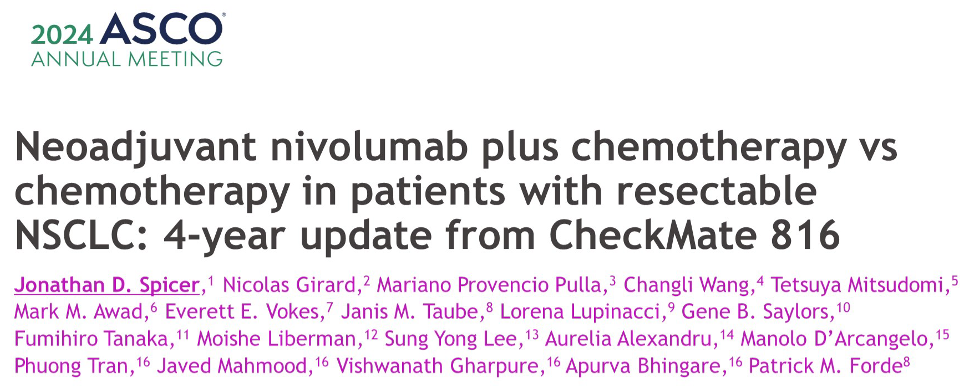 2024 ASCO®
ANNUAL MEETING
Neoadjuvant nivolumab plus chemotherapy vs
chemotherapy in patients with resectable
NSCLC: 4-year update from CheckMate 816
Jonathan D. Spicer,¹ Nicolas Girard,² Mariano Provencio Pulla,³ Changli Wang,⁴ Tetsuya Mitsudomi,⁵
Mark M. Awad,⁶ Everett E. Vokes,⁷ Janis M. Taube,⁸ Lorena Lupinacci,⁹ Gene B. Saylors,¹⁰
Fumihiro Tanaka,¹¹ Moishe Liberman,¹² Sung Yong Lee,¹³ Aurelia Alexandru,¹⁴ Manolo D’Arcangelo,¹⁵
Phuong Tran,¹⁶ Javed Mahmood,¹⁶ Vishwanath Gharpure,¹⁶ Apurva Bhingare,¹⁶ Patrick M. Forde⁸